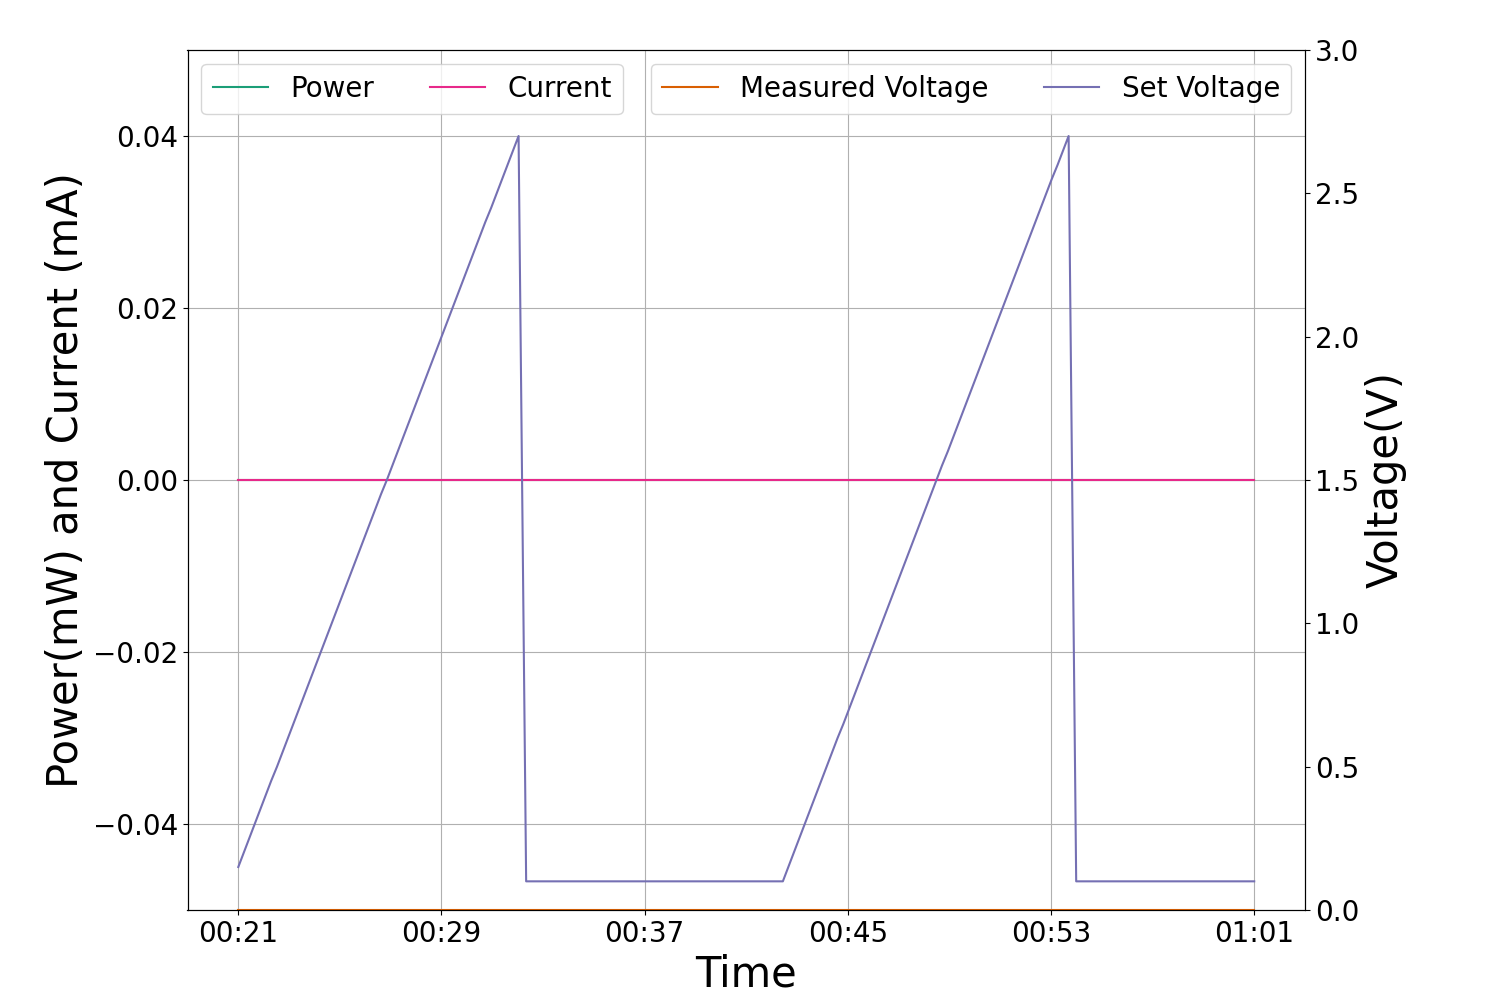 Power Current Measured Voltage Set Voltage
Power(mW) and Current (mA)
0.04
0.02
0.00
−0.02
−0.04
3.0
2.5
2.0
1.5
1.0
0.5
0.0
Voltage(V)
00:21 00:29 00:37 00:45 00:53 01:01
Time